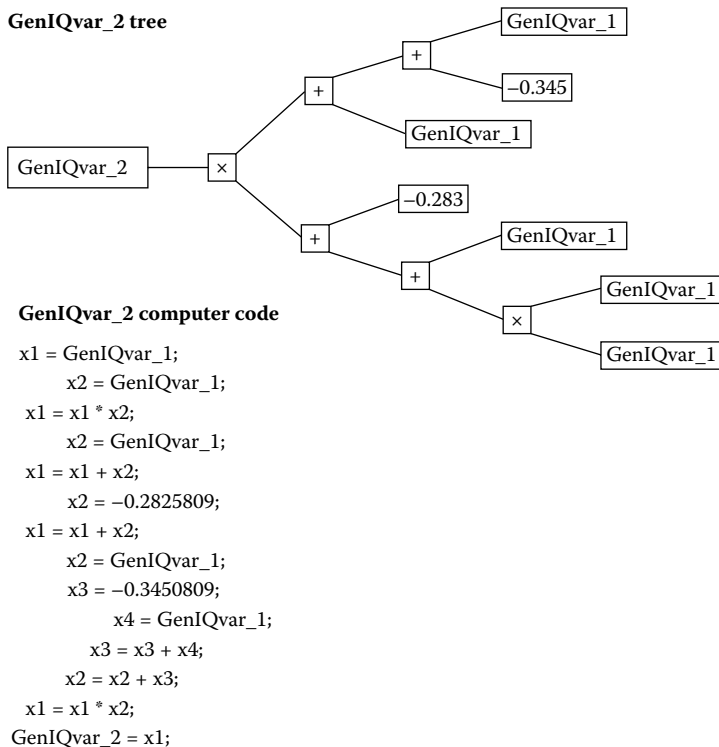 GenIQvar_2 tree
GenIQvar_1
+
−0.345
+
GenIQvar_1
GenIQvar_2
×
−0.283
+
GenIQvar_1
+
GenIQvar_1
×
GenIQvar_1
GenIQvar_2 computer code
x1 = GenIQvar_1;
x2 = GenIQvar_1;
x1 = x1 * x2;
x2 = GenIQvar_1;
x1 = x1 + x2;
x2 = −0.2825809;
x1 = x1 + x2;
x2 = GenIQvar_1;
x3 = −0.3450809;
x4 = GenIQvar_1;
x3 = x3 + x4;
x2 = x2 + x3;
x1 = x1 * x2;
GenIQvar_2 = x1;